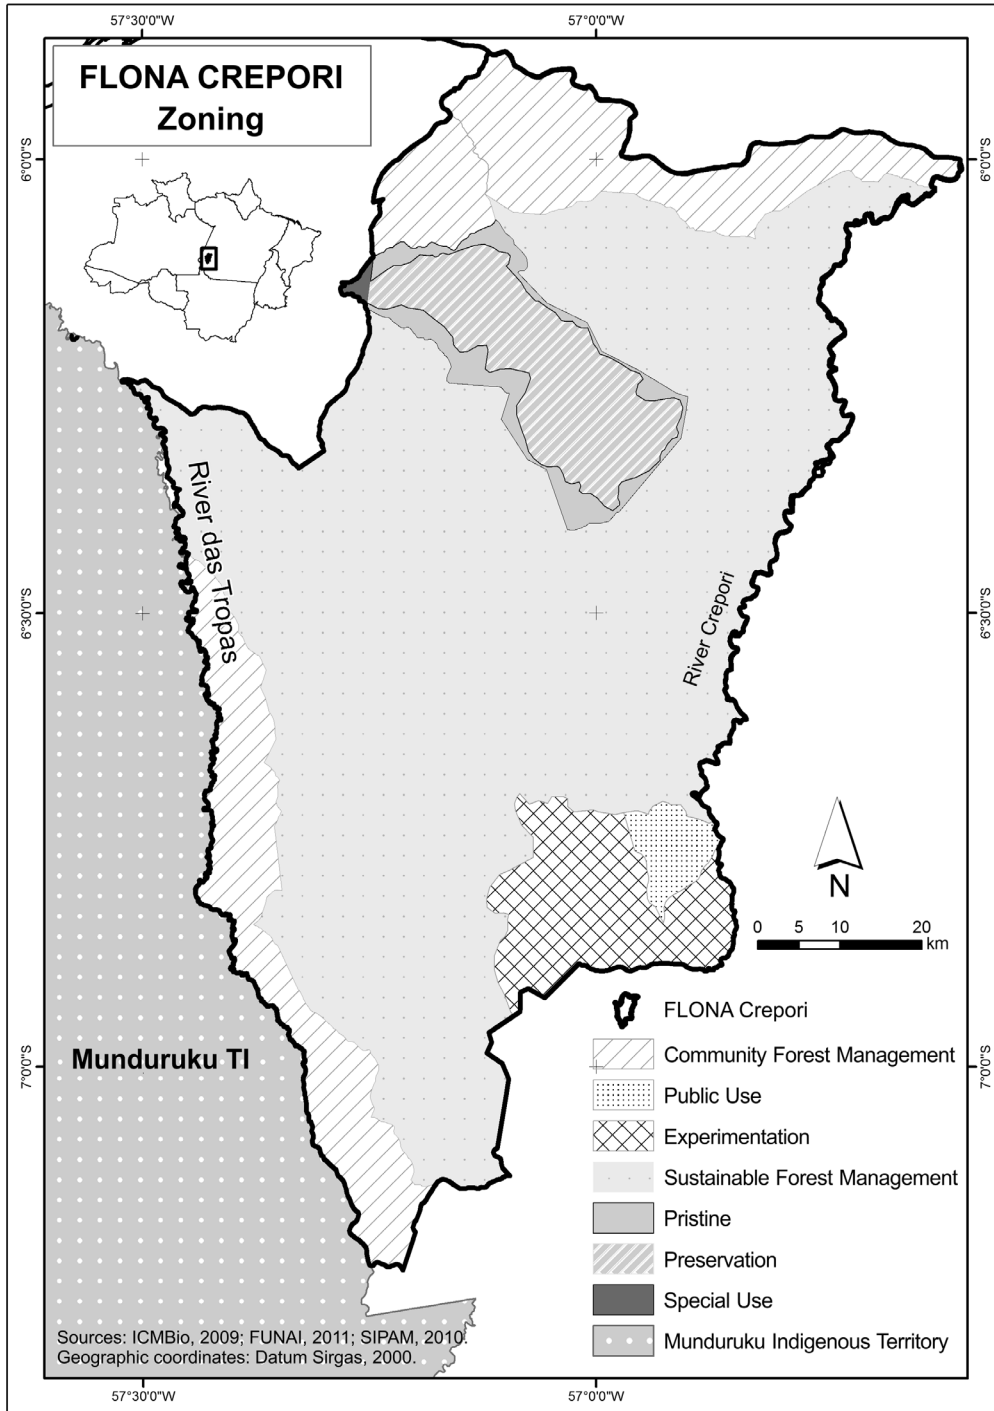 57°30'0"W
57°0'0"W
FLONA CREPORI
Zoning
6°0'0"S
6°0'0"S
River das Tropas
River Crepori
6°30'0"S
6°30'0"S
N
0 5 10 20
km
Munduruku TI
7°0'0"S
7°0'0"S
FLONA Crepori
Community Forest Management
Public Use
Experimentation
Sustainable Forest Management
Pristine
Preservation
Special Use
Munduruku Indigenous Territory
Sources: ICMBio, 2009; FUNAI, 2011; SIPAM, 2010.
Geographic coordinates: Datum Sirgas, 2000.
57°30'0"W
57°0'0"W